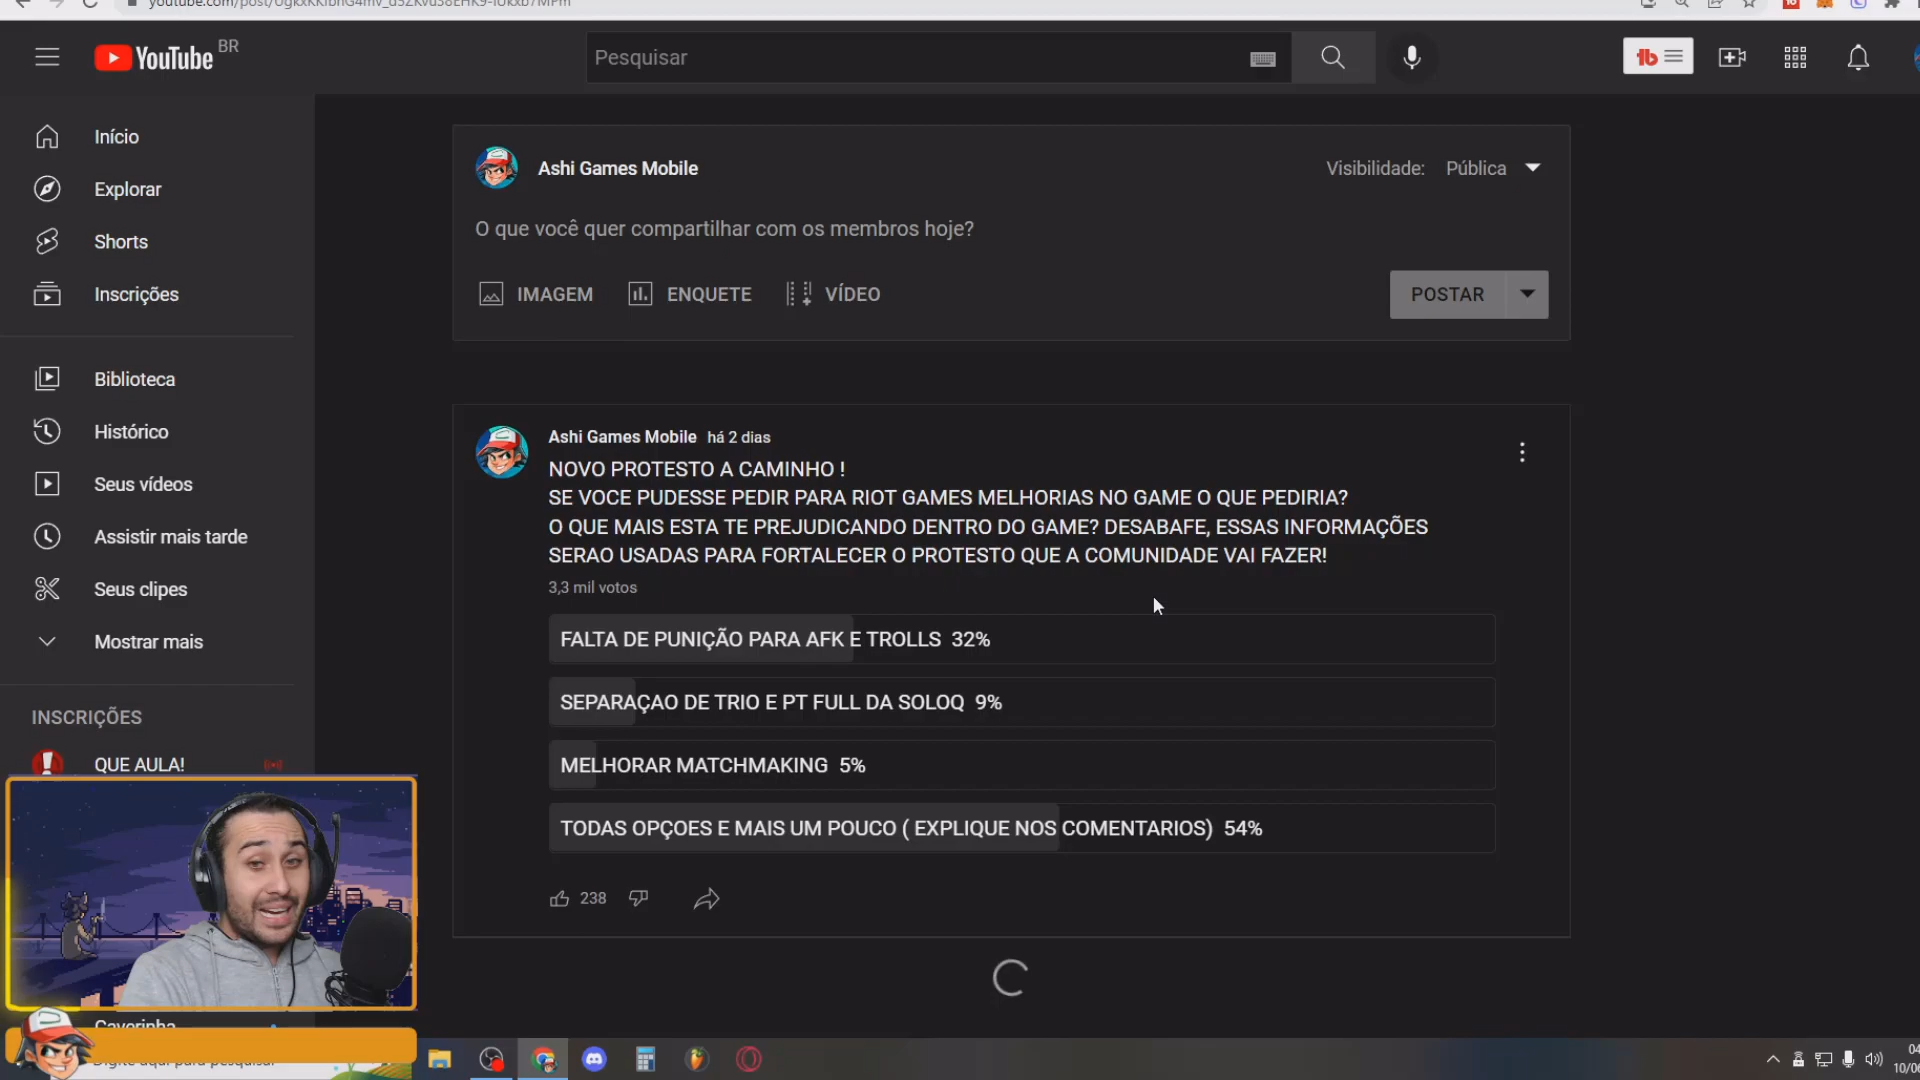 YouTube BR
Pesquisar
Início
Explorar
Shorts
Inscrições
Biblioteca
Histórico
Seus vídeos
Assistir mais tarde
Seus clipes
Mostrar mais
INSCRIÇÕES
QUE AULA!
Ashi Games Mobile
Visibilidade: Pública
O que você quer compartilhar com os membros hoje?
IMAGEM ENQUETE VÍDEO
POSTAR
Ashi Games Mobile há 2 dias
NOVO PROTESTO A CAMINHO !
SE VOCE PUDESSE PEDIR PARA RIOT GAMES MELHORIAS NO GAME O QUE PEDIRIA?
O QUE MAIS ESTA TE PREJUDICANDO DENTRO DO GAME? DESABAFE, ESSAS INFORMAÇÕES
SERAO USADAS PARA FORTALECER O PROTESTO QUE A COMUNIDADE VAI FAZER!
3,3 mil votos
FALTA DE PUNIÇÃO PARA AFK E TROLLS 32%
SEPARAÇAO DE TRIO E PT FULL DA SOLOQ 9%
MELHORAR MATCHMAKING 5%
TODAS OPÇOES E MAIS UM POUCO ( EXPLIQUE NOS COMENTARIOS) 54%
238